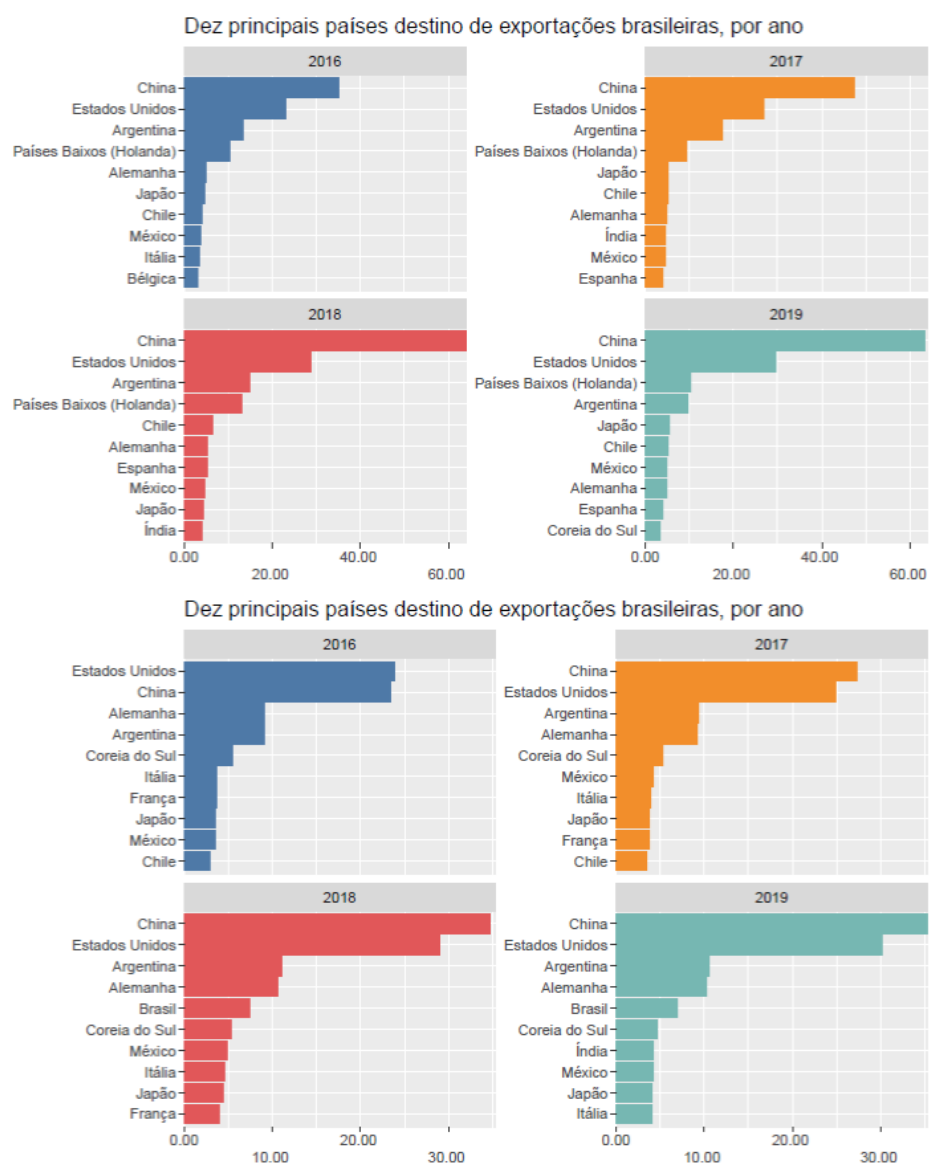 Dez principais países destino de exportações brasileiras, por ano
2016
China
Estados Unidos
Argentina
Países Baixos (Holanda)
Alemanha
Japão
Chile
México
Itália
Bélgica
2017
China
Estados Unidos
Argentina
Países Baixos (Holanda)
Japão
Chile
Alemanha
Índia
México
Espanha
2018
China
Estados Unidos
Argentina
Países Baixos (Holanda)
Chile
Alemanha
Espanha
México
Japão
Índia
0.00 40.00
20.00 60.00
2019
China
Estados Unidos
Países Baixos (Holanda)
Argentina
Japão
Chile
México
Alemanha
Espanha
Coreia do Sul
0.00 40.00
20.00 60.00
Dez principais países destino de exportações brasileiras, por ano
2016
Estados Unidos
China
Alemanha
Argentina
Coreia do Sul
Itália
França
Japão
México
Chile
2017
China
Estados Unidos
Argentina
Alemanha
Coreia do Sul
México
Itália
Japão
França
Chile
2018
China
Estados Unidos
Argentina
Alemanha
Brasil
Coreia do Sul
México
Itália
Japão
França
0.00 20.00
10.00 30.00
2019
China
Estados Unidos
Argentina
Alemanha
Brasil
Coreia do Sul
Índia
México
Japão
Itália
0.00 20.00
10.00 30.00